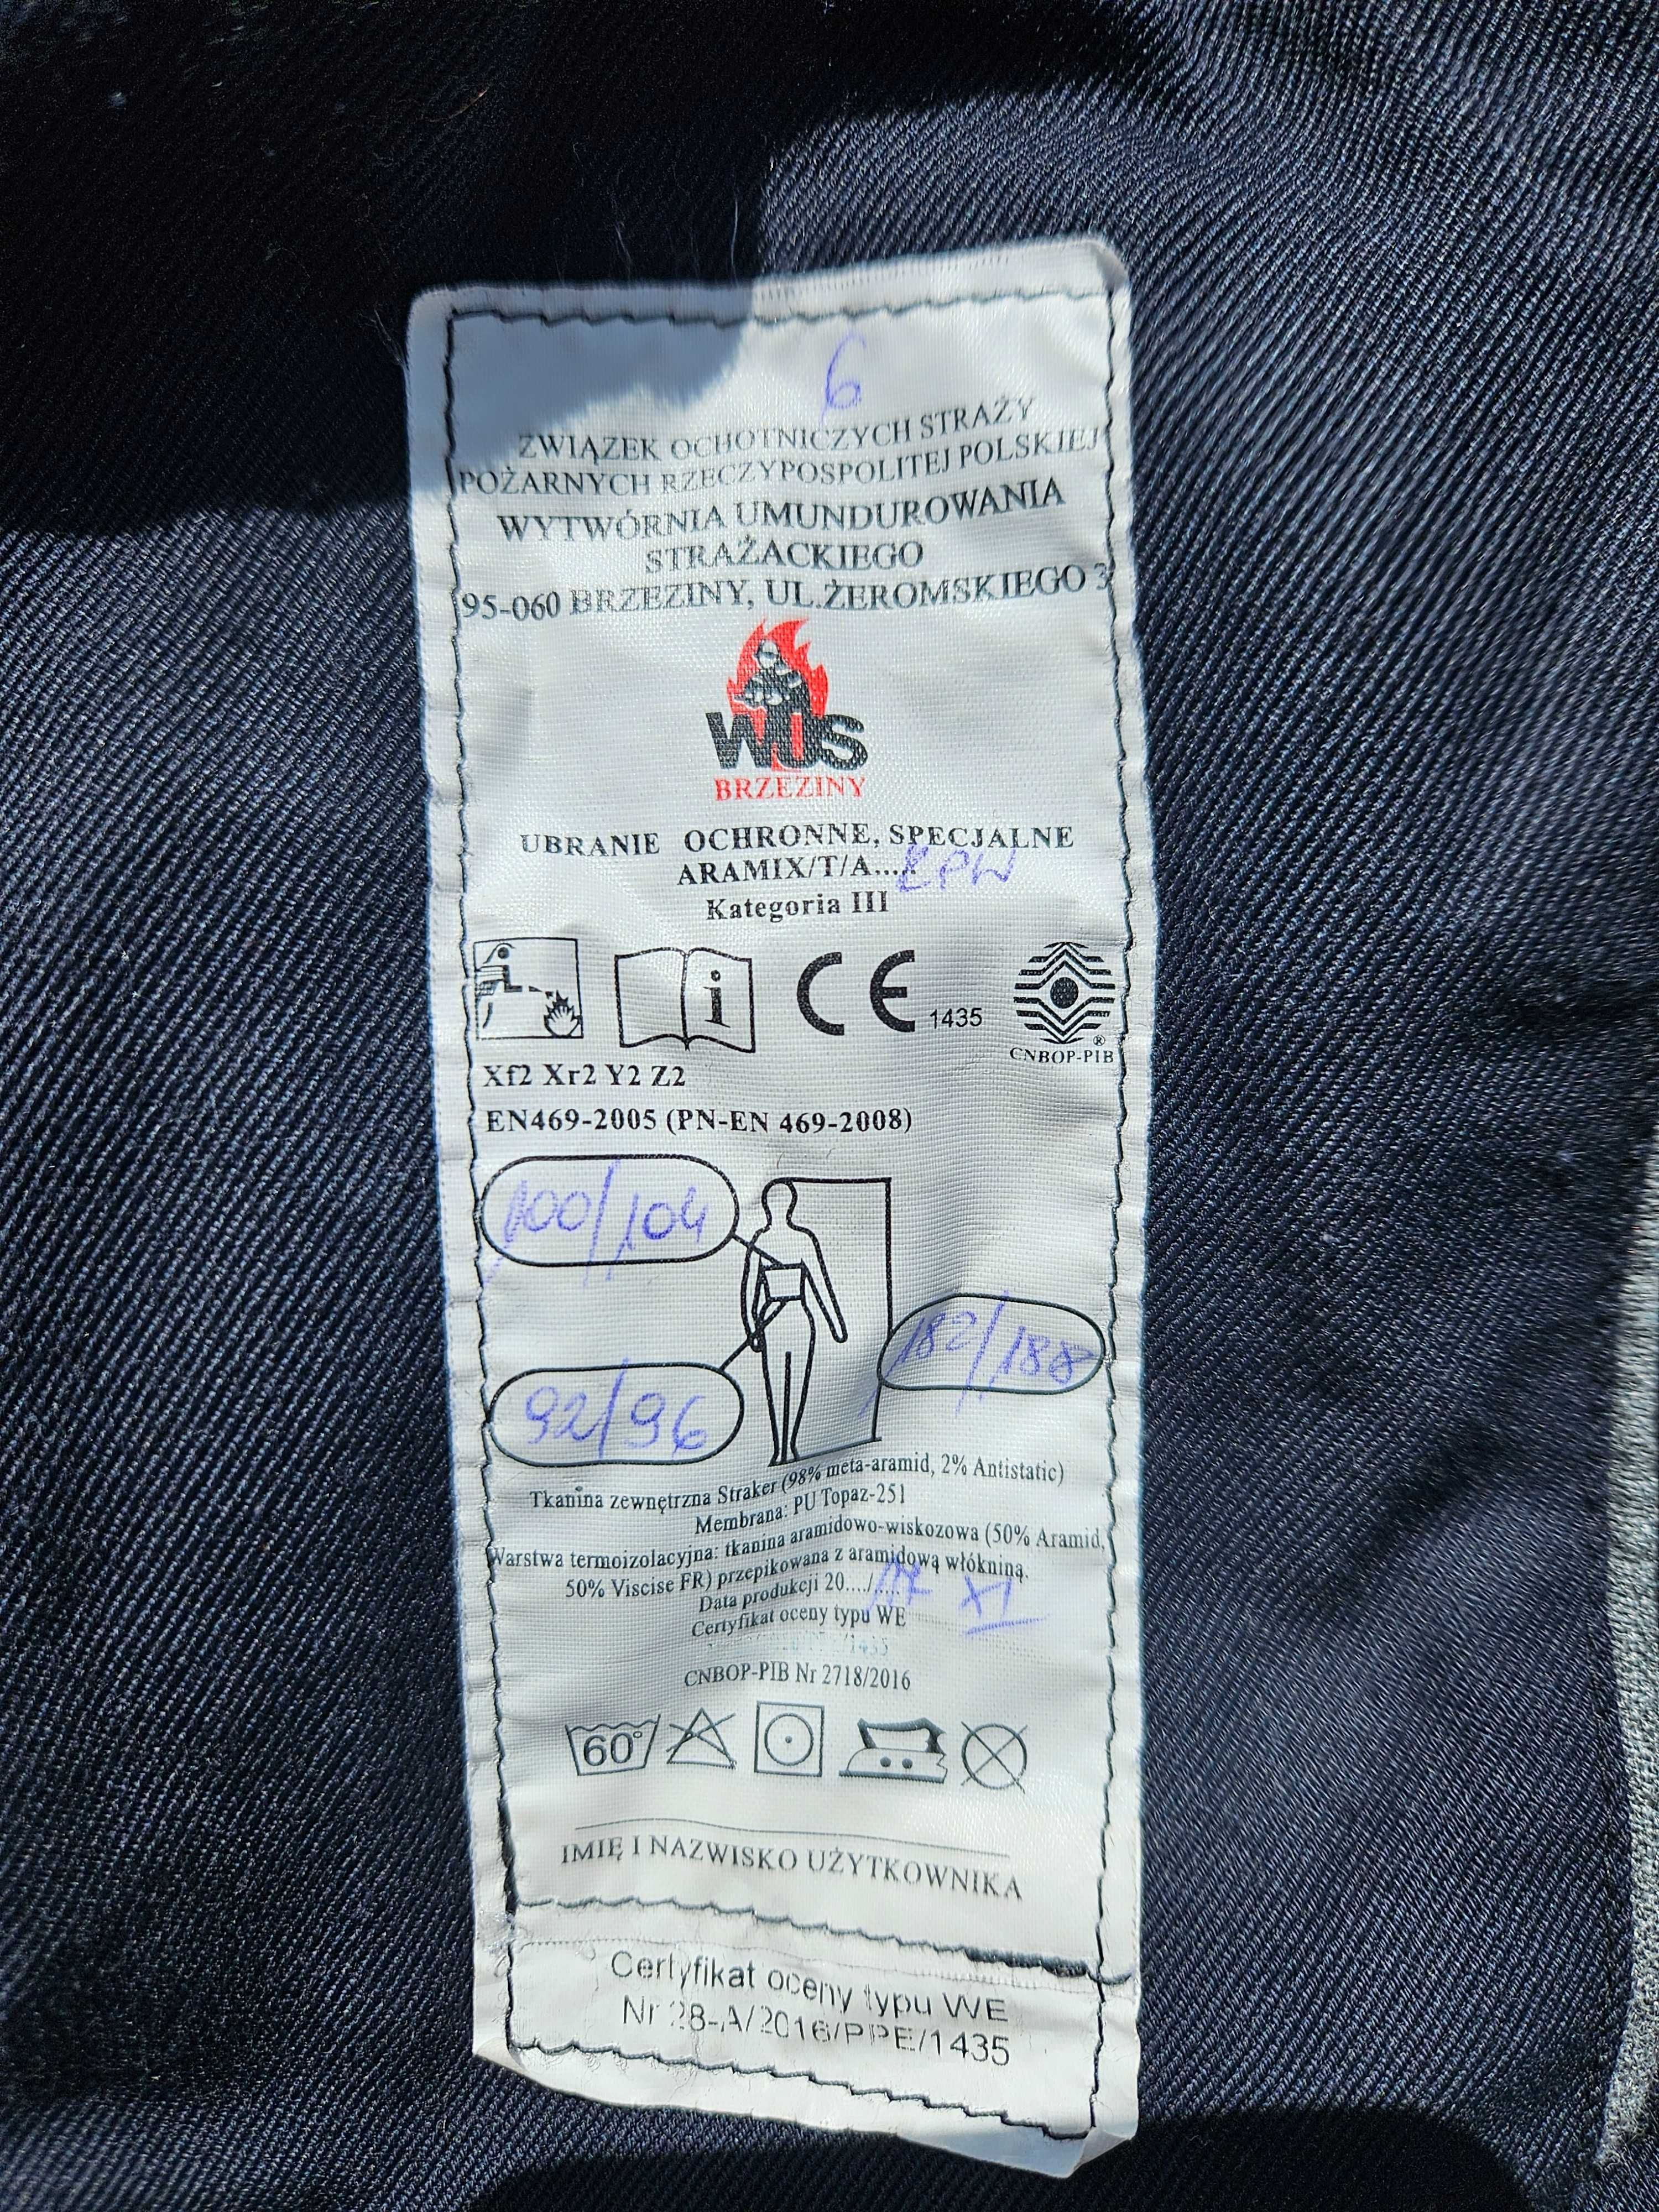 6
ZWIĄZEK OCHOTNICZYCH STRAŻY
POŻARNYCH RZECZYPOSPOLITEJ POLSKIEJ
WYTWÓRNIA UMUNDUROWANIA
STRAŻACKIEGO
95-060 BRZEZINY, UL.ŻEROMSKIEGO 3
WUS
BRZEZINY
UBRANIE OCHRONNE, SPECJALNE
ARAMIX/T/A....
Kategoria III
i
CE 1435
®
CNBOP-PIB
Xf2 Xr2 Y2 Z2
EN469-2005 (PN-EN 469-2008)
100/104
182/188
92/96
Tkanina zewnętrzna Straker (98% meta-aramid, 2% Antistatic)
Membrana: PU Topaz-251
Warstwa termoizolacyjna: tkanina aramidowo-wiskozowa (50% Aramid,
50% Viscise FR) przepikowana z aramidową włókniną.
Data produkcji 20..../..... 17 XI
Certyfikat oceny typu WE
/1435
CNBOP-PIB Nr 2718/2016
60°
IMIĘ I NAZWISKO UŻYTKOWNIKA
Certyfikat oceny typu WE
Nr 28-A/2016/PPE/1435